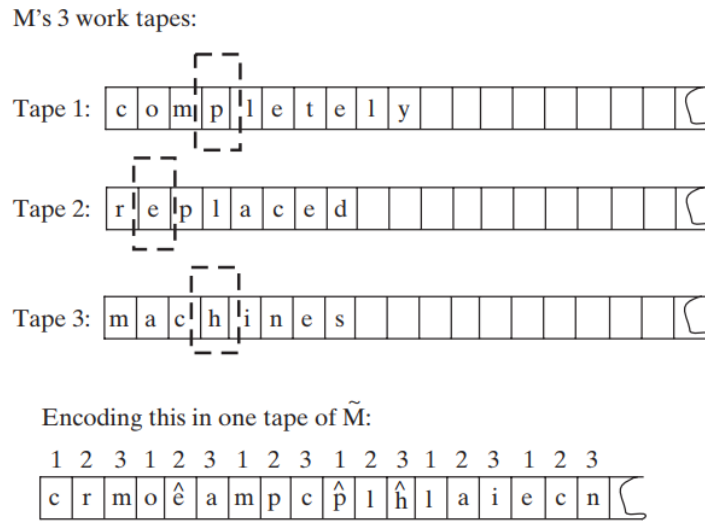 M's 3 work tapes:
Tape 1: c o m p l e t e l y
Tape 2: r e p l a c e d
Tape 3: m a c h i n e s
Encoding this in one tape of M̃:
1 2 3 1 2 3 1 2 3 1 2 3 1 2 3 1 2 3
c r m o ê a m p c p̂ l ĥ l a i e c n